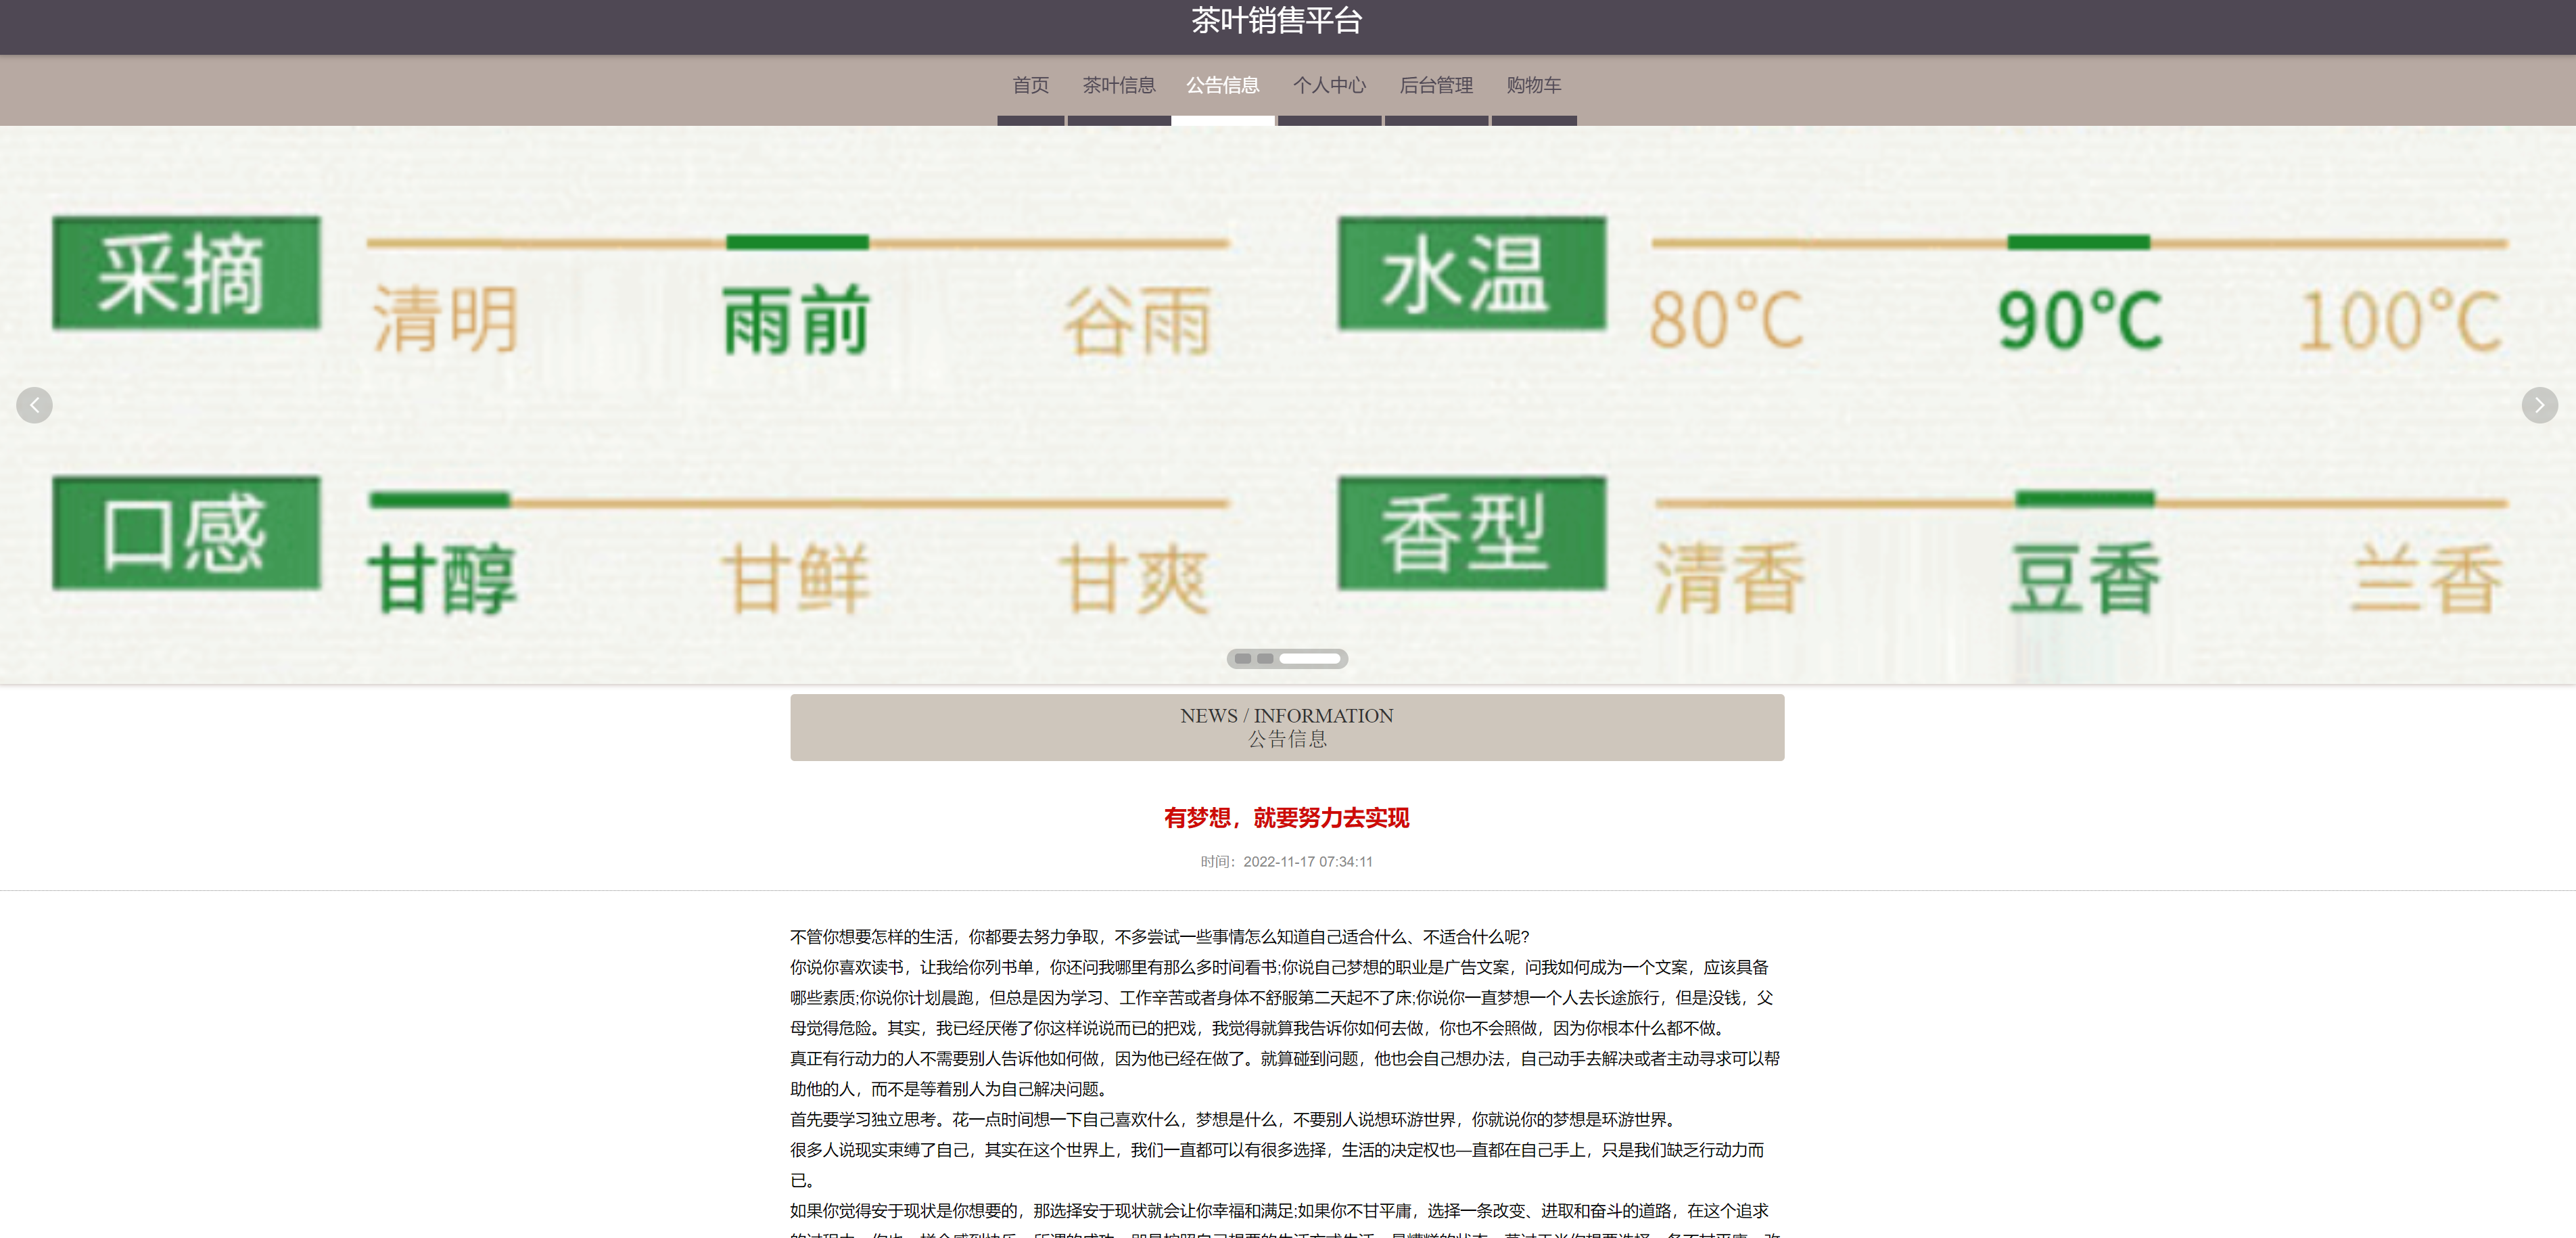 茶叶销售平台
首页 茶叶信息 公告信息 个人中心 后台管理 购物车
采摘 清明 雨前 谷雨 水温 80°C 90°C 100°C
口感 甘醇 甘鲜 甘爽 香型 清香 豆香 兰香
NEWS / INFORMATION
公告信息
有梦想，就要努力去实现
时间：2022-11-17 07:34:11
不管你想要怎样的生活，你都要去努力争取，不多尝试一些事情怎么知道自己适合什么、不适合什么呢?
你说你喜欢读书，让我给你列书单，你还问我哪里有那么多时间看书;你说自己梦想的职业是广告文案，问我如何成为一个文案，应该具备
哪些素质;你说你计划晨跑，但总是因为学习、工作辛苦或者身体不舒服第二天起不了床;你说你一直梦想一个人去长途旅行，但是没钱，父
母觉得危险。其实，我已经厌倦了你这样说说而已的把戏，我觉得就算我告诉你如何去做，你也不会照做，因为你根本什么都不做。
真正有行动力的人不需要别人告诉他如何做，因为他已经在做了。就算碰到问题，他也会自己想办法，自己动手去解决或者主动寻求可以帮
助他的人，而不是等着别人为自己解决问题。
首先要学习独立思考。花一点时间想一下自己喜欢什么，梦想是什么，不要别人说想环游世界，你就说你的梦想是环游世界。
很多人说现实束缚了自己，其实在这个世界上，我们一直都可以有很多选择，生活的决定权也—直都在自己手上，只是我们缺乏行动力而
已。
如果你觉得安于现状是你想要的，那选择安于现状就会让你幸福和满足;如果你不甘平庸，选择一条改变、进取和奋斗的道路，在这个追求